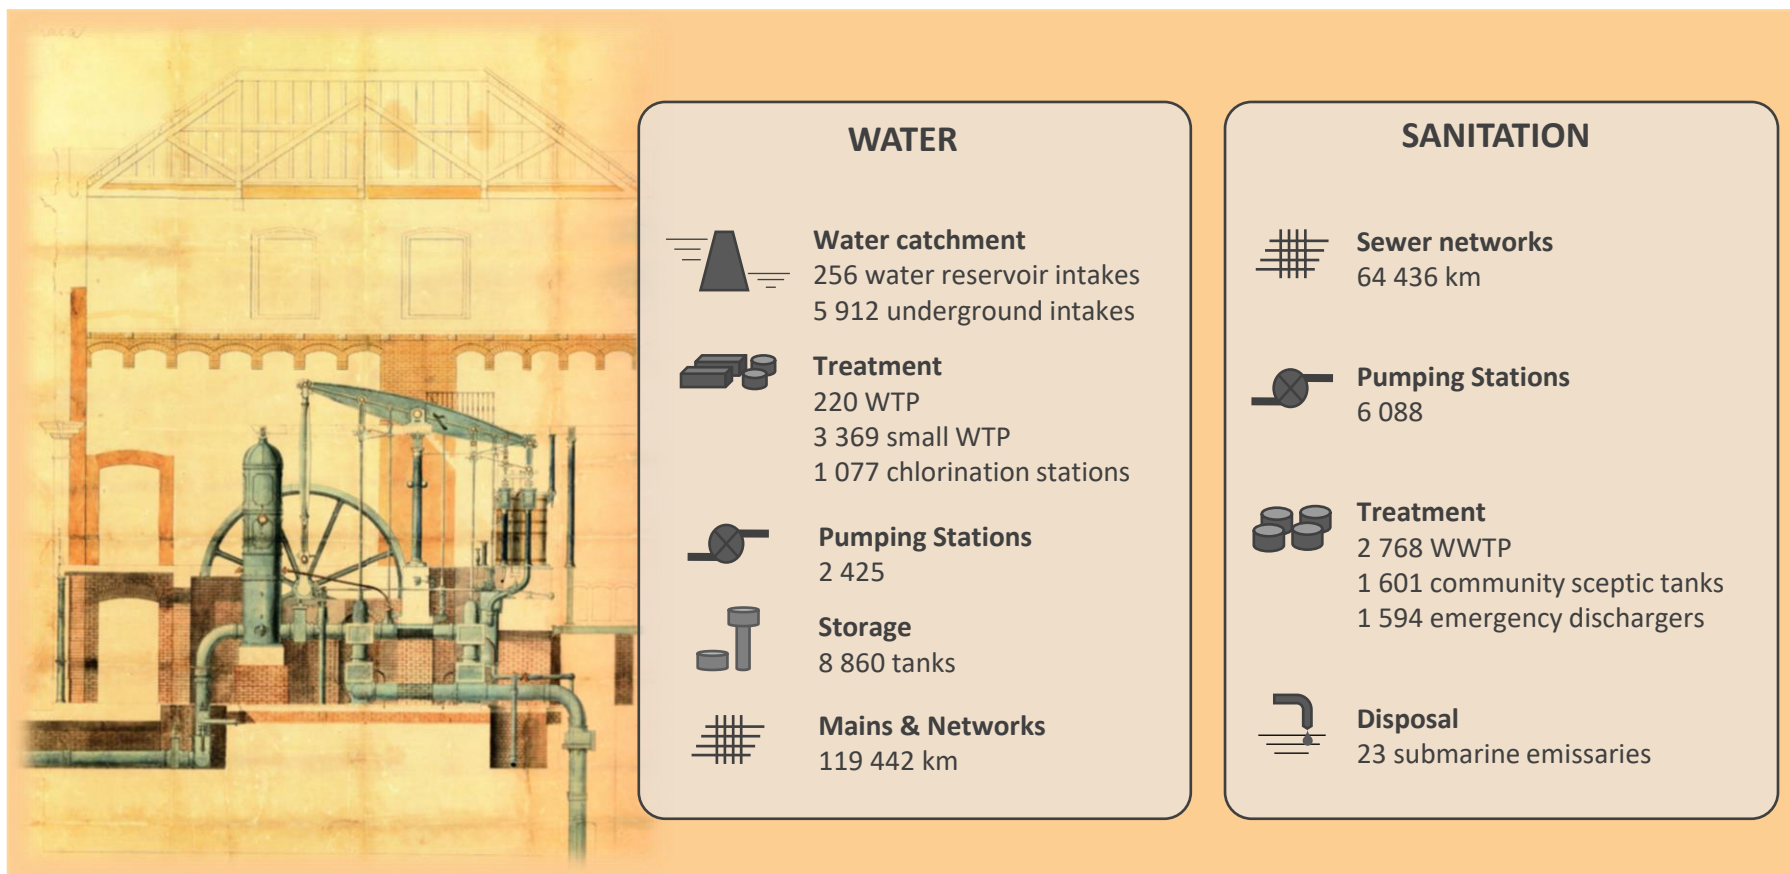 WATER
Water catchment
256 water reservoir intakes
5 912 underground intakes
Treatment
220 WTP
3 369 small WTP
1 077 chlorination stations
Pumping Stations
2 425
Storage
8 860 tanks
Mains & Networks
119 442 km
SANITATION
Sewer networks
64 436 km
Pumping Stations
6 088
Treatment
2 768 WWTP
1 601 community sceptic tanks
1 594 emergency dischargers
Disposal
23 submarine emissaries